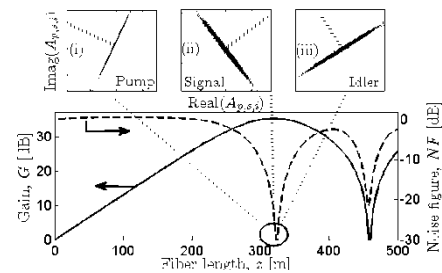 Imag(A_{p,s,i})
(i)
Pump
(ii)
Signal
(iii)
Idler
Real(A_{p,s,i})
Gain, G [dB]
30
20
10
0
0
-10
-20
-30
Noise figure, NF [dB]
0
100
200
300
400
500
Fiber length, z [m]